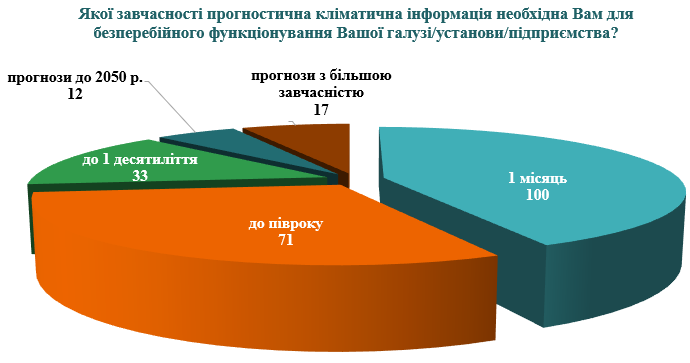 Якої завчасності прогностична кліматична інформація необхідна Вам для
безперебійного функціонування Вашої галузі/установи/підприємства?
прогнози до 2050 р.
12
прогнози з більшою
завчасністю
17
до 1 десятиліття
33
1 місяць
100
до півроку
71